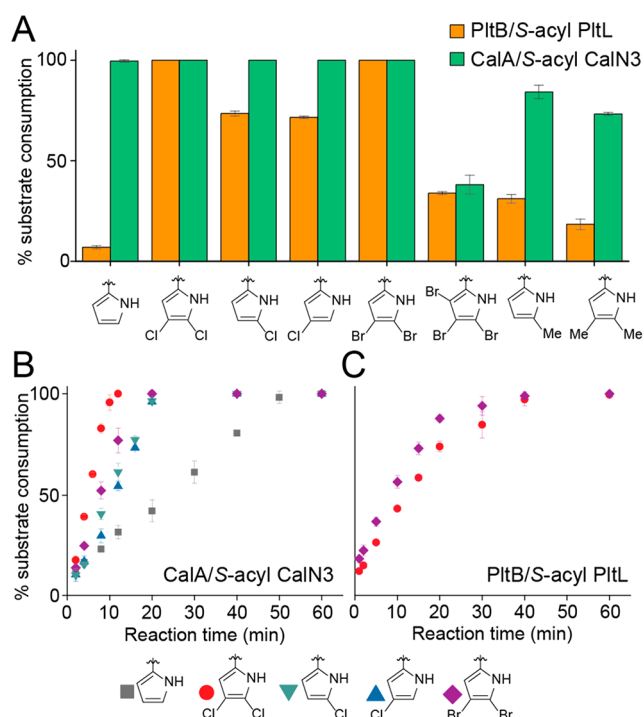 A
PltB/S-acyl PltL
CalA/S-acyl CalN3
% substrate consumption
100
50
0
NH
NH
Cl
Cl
NH
Cl
NH
Cl
NH
Br
Br
Br
NH
Br
Br
NH
Me
NH
Me
Me
B
C
% substrate consumption
100
50
0
CalA/S-acyl CalN3
PltB/S-acyl PltL
0 10 20 30 40 50 60
0 10 20 30 40 50 60
Reaction time (min)
Reaction time (min)
NH
NH
Cl
Cl
NH
Cl
NH
Cl
NH
Br
Br